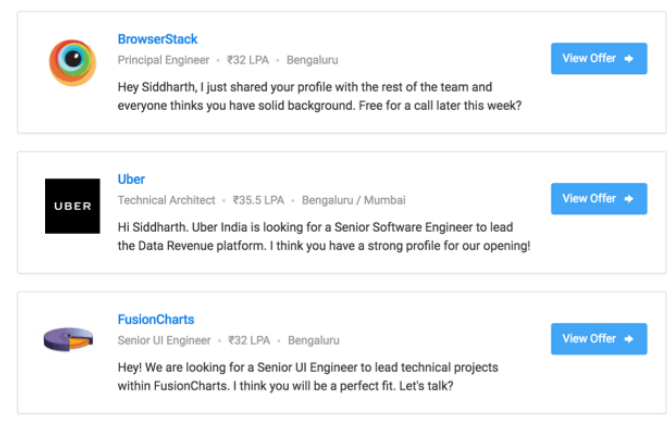 BrowserStack
Principal Engineer • ₹32 LPA • Bengaluru
View Offer →
Hey Siddharth, I just shared your profile with the rest of the team and
everyone thinks you have solid background. Free for a call later this week?
Uber
UBER
Technical Architect • ₹35.5 LPA • Bengaluru / Mumbai
View Offer →
Hi Siddharth. Uber India is looking for a Senior Software Engineer to lead
the Data Revenue platform. I think you have a strong profile for our opening!
FusionCharts
Senior UI Engineer • ₹32 LPA • Bengaluru
View Offer →
Hey! We are looking for a Senior UI Engineer to lead technical projects
within FusionCharts. I think you will be a perfect fit. Let's talk?